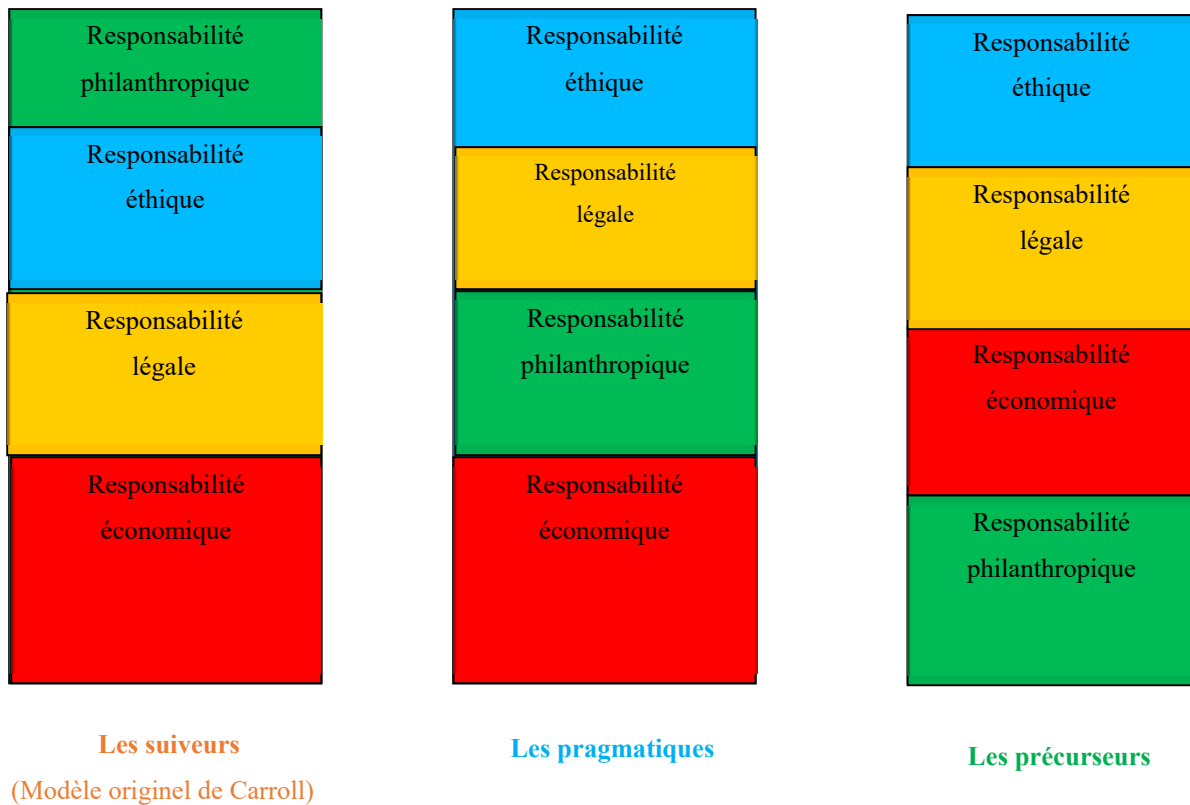 Responsabilité
philanthropique
Responsabilité
éthique
Responsabilité
légale
Responsabilité
économique
Les suiveurs
(Modèle originel de Carroll)
Responsabilité
éthique
Responsabilité
légale
Responsabilité
philanthropique
Responsabilité
économique
Les pragmatiques
Responsabilité
éthique
Responsabilité
légale
Responsabilité
économique
Responsabilité
philanthropique
Les précurseurs